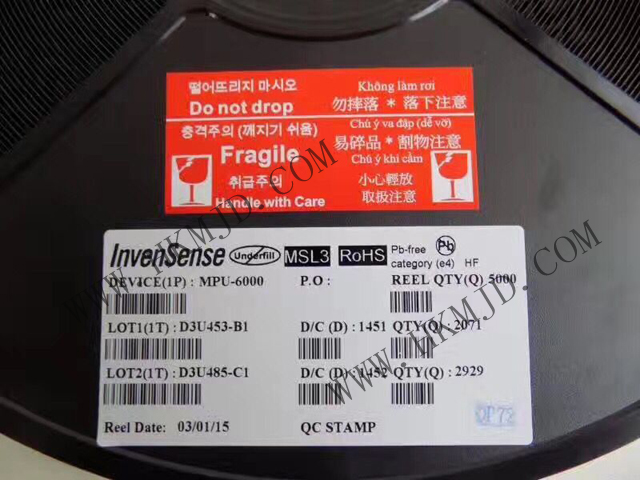 떨어뜨리지 마시오
Do not drop
Không làm rơi
勿摔落 * 落下注意
충격주의 (깨지기 쉬움)
Fragile
Chú ý va đập (dễ vỡ)
易碎品 * 割物注意
취급주의
Handle with Care
Chú ý khi cầm
小心輕放
取扱注意
InvenSense
Underfill
MSL3
RoHS
Pb-free
category (e4) HF
Pb
DEVICE(1P) : MPU-6000
P.O :
REEL QTY(Q) 5000
LOT1(1T) : D3U453-B1
D/C (D) : 1451
QTY(Q) : 2071
LOT2(1T) : D3U485-C1
D/C (D) : 1452
QTY(Q) : 2929
Reel Date: 03/01/15
QC STAMP
QP72
WWW.HKMJD.COM
WWW.HKMJD.COM